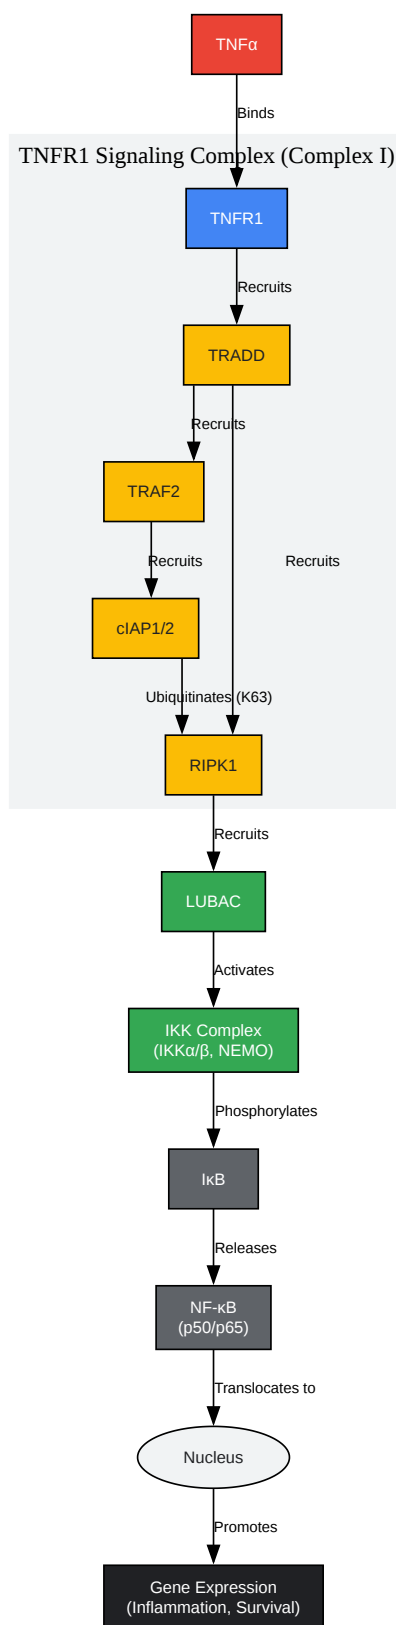 TNFα
Binds
TNFR1 Signaling Complex (Complex I)
TNFR1
Recruits
TRADD
Recruits
TRAF2
Recruits
Recruits
cIAP1/2
Ubiquitinates (K63)
RIPK1
Recruits
LUBAC
Activates
IKK Complex
(IKKα/β, NEMO)
Phosphorylates
IκB
Releases
NF-κB
(p50/p65)
Translocates to
Nucleus
Promotes
Gene Expression
(Inflammation, Survival)